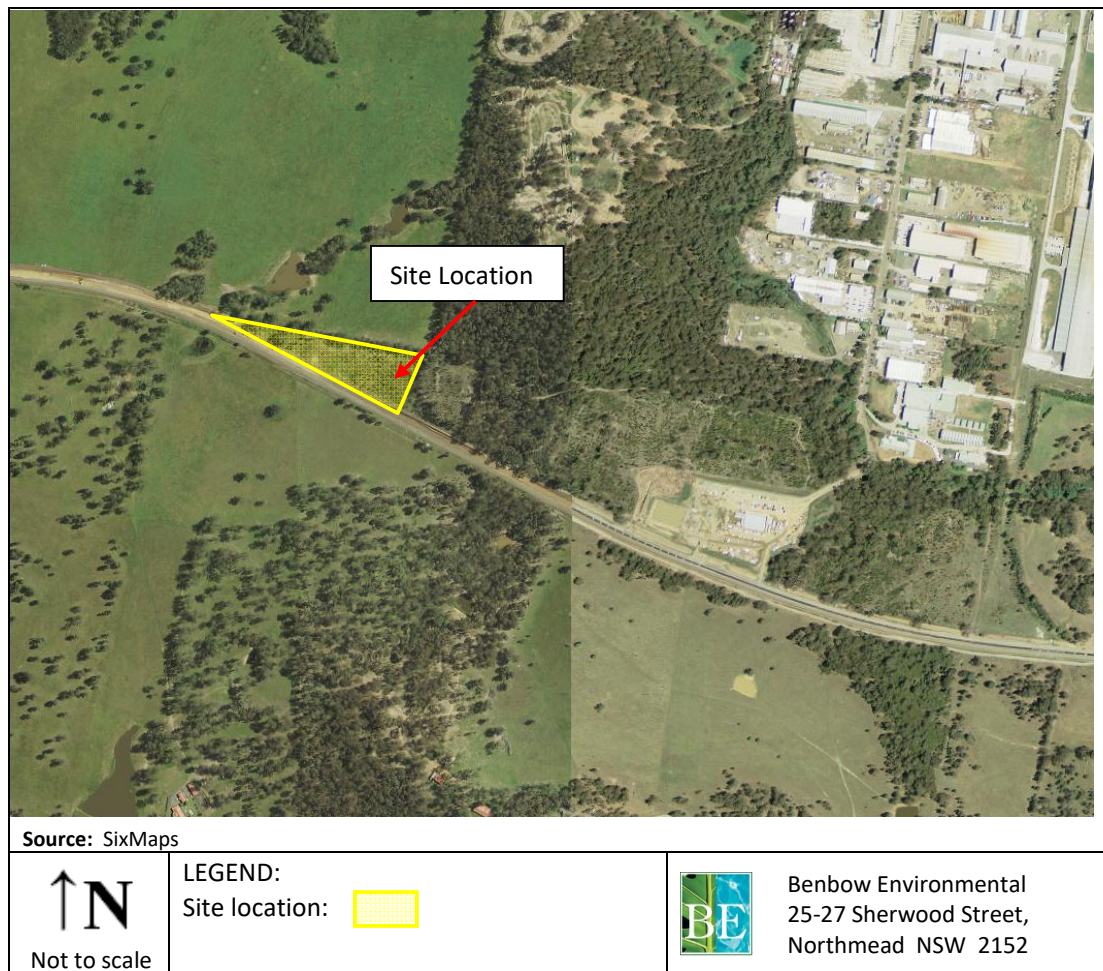 Site Location
Source: SixMaps
↑N
Not to scale
LEGEND:
Site location:
BE
Benbow Environmental
25-27 Sherwood Street,
Northmead NSW 2152